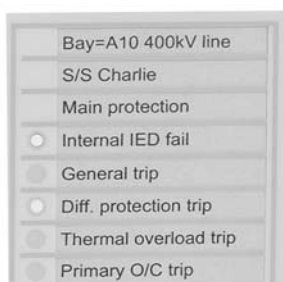 Bay=A10 400kV line
S/S Charlie
Main protection
Internal IED fail
General trip
Diff. protection trip
Thermal overload trip
Primary O/C trip